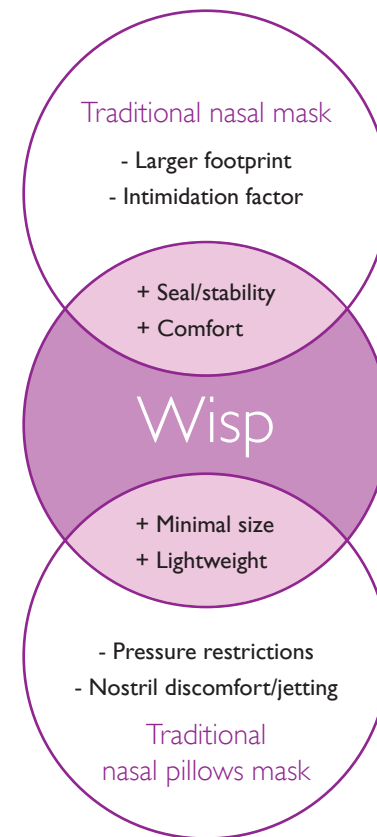 Traditional nasal mask
- Larger footprint
- Intimidation factor
+ Seal/stability
+ Comfort
Wisp
+ Minimal size
+ Lightweight
- Pressure restrictions
- Nostril discomfort/jetting
Traditional
nasal pillows mask